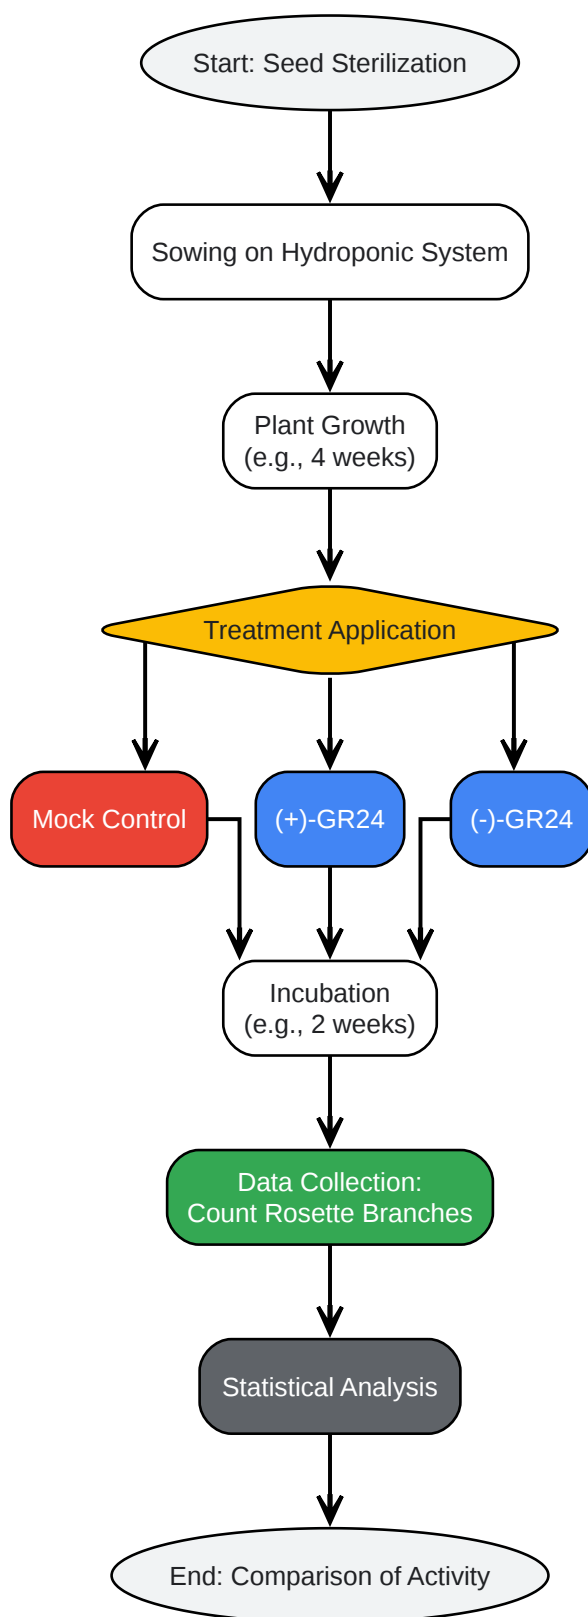 Start: Seed Sterilization
Sowing on Hydroponic System
Plant Growth
(e.g., 4 weeks)
Treatment Application
Mock Control
(+)-GR24
(-)-GR24
Incubation
(e.g., 2 weeks)
Data Collection:
Count Rosette Branches
Statistical Analysis
End: Comparison of Activity